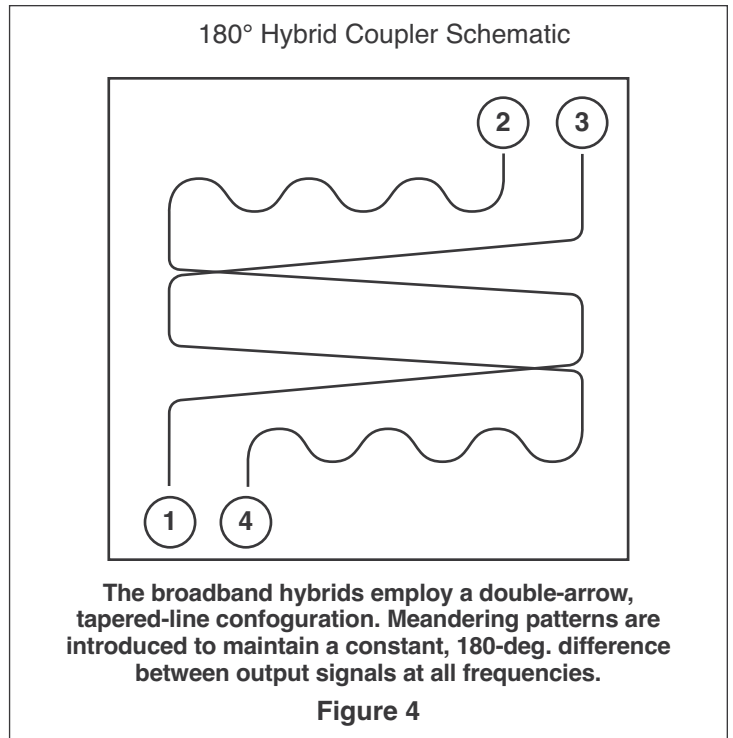 180° Hybrid Coupler Schematic
2 3
1 4
The broadband hybrids employ a double-arrow,
tapered-line confoguration. Meandering patterns are
introduced to maintain a constant, 180-deg. difference
between output signals at all frequencies.
Figure 4